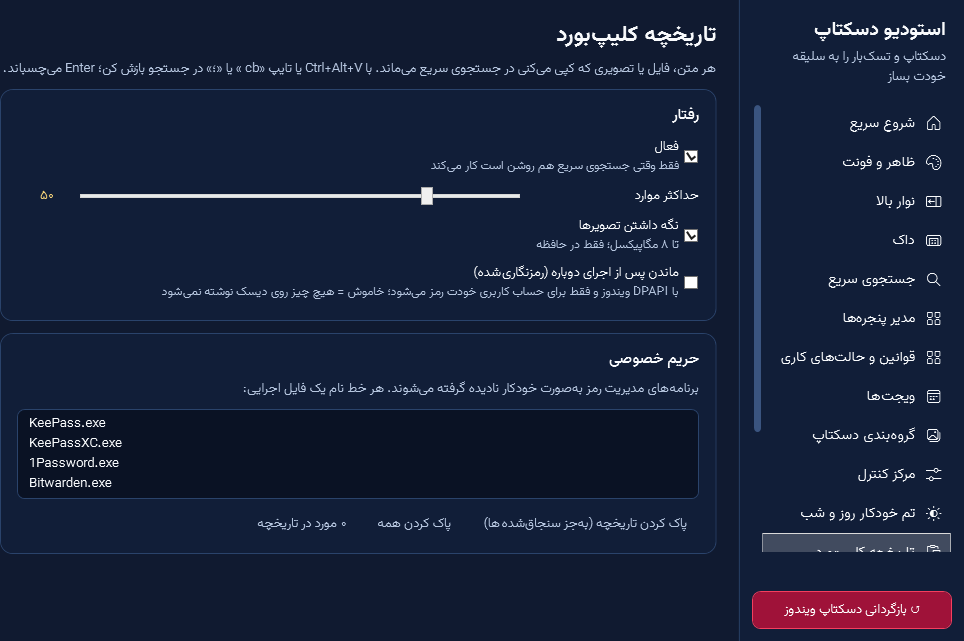 استودیو دسکتاپ
دسکتاپ و تسک‌بار را به سلیقه
خودت بساز
شروع سریع
ظاهر و فونت
نوار بالا
داک
جستجوی سریع
مدیر پنجره‌ها
قوانین و حالت‌های کاری
ویجت‌ها
گروه‌بندی دسکتاپ
مرکز کنترل
تم خودکار روز و شب
تاریخچه کلیپ‌بورد
↺ بازگردانی دسکتاپ ویندوز
تاریخچه کلیپ‌بورد
هر متن، فایل یا تصویری که کپی می‌کنی در جستجوی سریع می‌ماند. با Ctrl+Alt+V یا تایپ «cb » یا «؛» در جستجو بازش کن؛ Enter می‌چسباند.
رفتار
فعال
فقط وقتی جستجوی سریع هم روشن است کار می‌کند
حداکثر موارد
۵۰
نگه داشتن تصویرها
تا ۸ مگاپیکسل؛ فقط در حافظه
ماندن پس از اجرای دوباره (رمزنگاری‌شده)
با DPAPI ویندوز و فقط برای حساب کاربری خودت رمز می‌شود؛ خاموش = هیچ چیز روی دیسک نوشته نمی‌شود
حریم خصوصی
برنامه‌های مدیریت رمز به‌صورت خودکار نادیده گرفته می‌شوند. هر خط نام یک فایل اجرایی:
KeePass.exe
KeePassXC.exe
1Password.exe
Bitwarden.exe
پاک کردن تاریخچه (به‌جز سنجاق‌شده‌ها)
پاک کردن همه
۰ مورد در تاریخچه